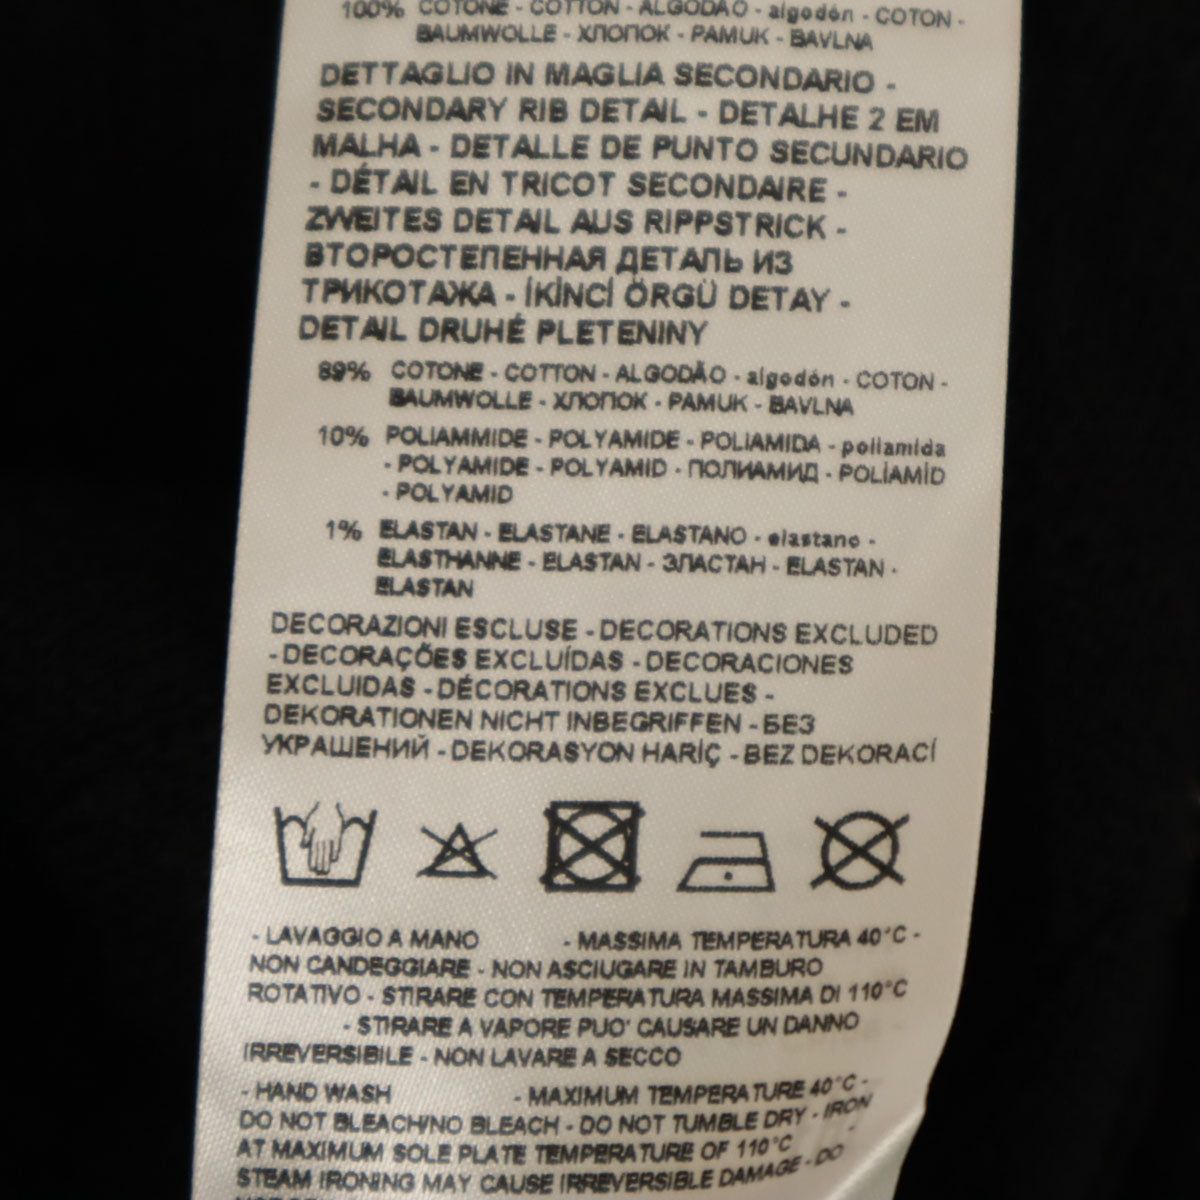 100% COTONE - COTTON - ALGODÃO - algodón - COTON -
BAUMWOLLE - ХЛОПОК - PAMUK - BAVLNA
DETTAGLIO IN MAGLIA SECONDARIO -
SECONDARY RIB DETAIL - DETALHE 2 EM
MALHA - DETALLE DE PUNTO SECUNDARIO
- DÉTAIL EN TRICOT SECONDAIRE -
ZWEITES DETAIL AUS RIPPSTRICK -
ВТОРОСТЕПЕННАЯ ДЕТАЛЬ ИЗ
ТРИКОТАЖА - İKİNCİ ÖRGÜ DETAY -
DETAIL DRUHÉ PLETENINY
89% COTONE - COTTON - ALGODÃO - algodón - COTON -
BAUMWOLLE - ХЛОПОК - PAMUK - BAVLNA
10% POLIAMMIDE - POLYAMIDE - POLIAMIDA - poliamida
- POLYAMIDE - POLYAMID - ПОЛИАМИД - POLİAMİD
- POLYAMID
1% ELASTAN - ELASTANE - ELASTANO - elastano -
ELASTHANNE - ELASTAN - ЭЛАСТАН - ELASTAN -
ELASTAN
DECORAZIONI ESCLUSE - DECORATIONS EXCLUDED
- DECORAÇÕES EXCLUÍDAS - DECORACIONES
EXCLUIDAS - DÉCORATIONS EXCLUES -
DEKORATIONEN NICHT INBEGRIFFEN - БЕЗ
УКРАШЕНИЙ - DEKORASYON HARİÇ - BEZ DEKORACÍ
- LAVAGGIO A MANO - MASSIMA TEMPERATURA 40°C -
NON CANDEGGIARE - NON ASCIUGARE IN TAMBURO
ROTATIVO - STIRARE CON TEMPERATURA MASSIMA DI 110°C
- STIRARE A VAPORE PUO' CAUSARE UN DANNO
IRREVERSIBILE - NON LAVARE A SECCO
- HAND WASH - MAXIMUM TEMPERATURE 40°C -
DO NOT BLEACH/NO BLEACH - DO NOT TUMBLE DRY - IRON
AT MAXIMUM SOLE PLATE TEMPERATURE OF 110°C -
STEAM IRONING MAY CAUSE IRREVERSIBLE DAMAGE - DO